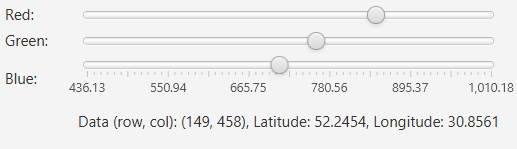 Red:
Green:
Blue:
436.13 550.94 665.75 780.56 895.37 1,010.18
Data (row, col): (149, 458), Latitude: 52.2454, Longitude: 30.8561